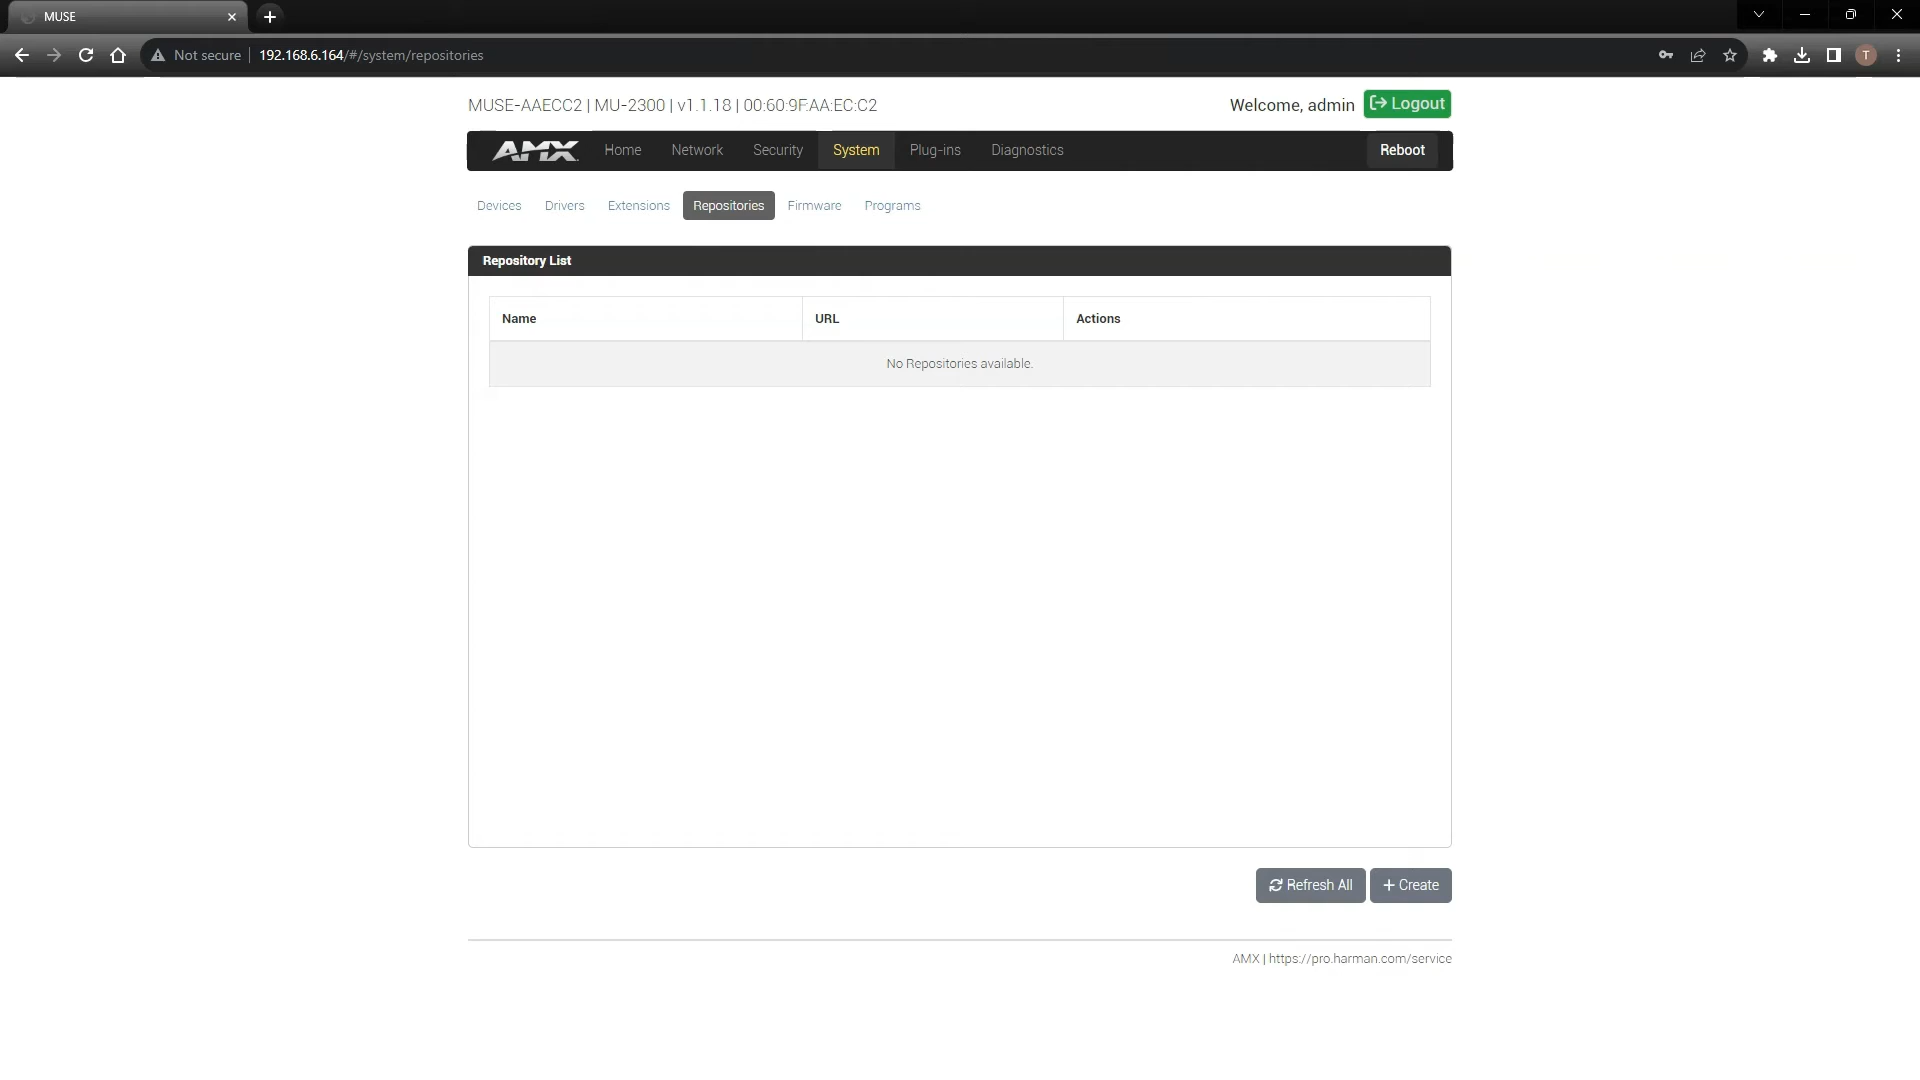 MUSE
Not secure 192.168.6.164/#/system/repositories
T
MUSE-AAECC2 | MU-2300 | v1.1.18 | 00:60:9F:AA:EC:C2
Welcome, admin Logout
AMX Home Network Security System Plug-ins Diagnostics Reboot
Devices Drivers Extensions Repositories Firmware Programs
Repository List
Name URL Actions
No Repositories available.
Refresh All + Create
AMX | https://pro.harman.com/service